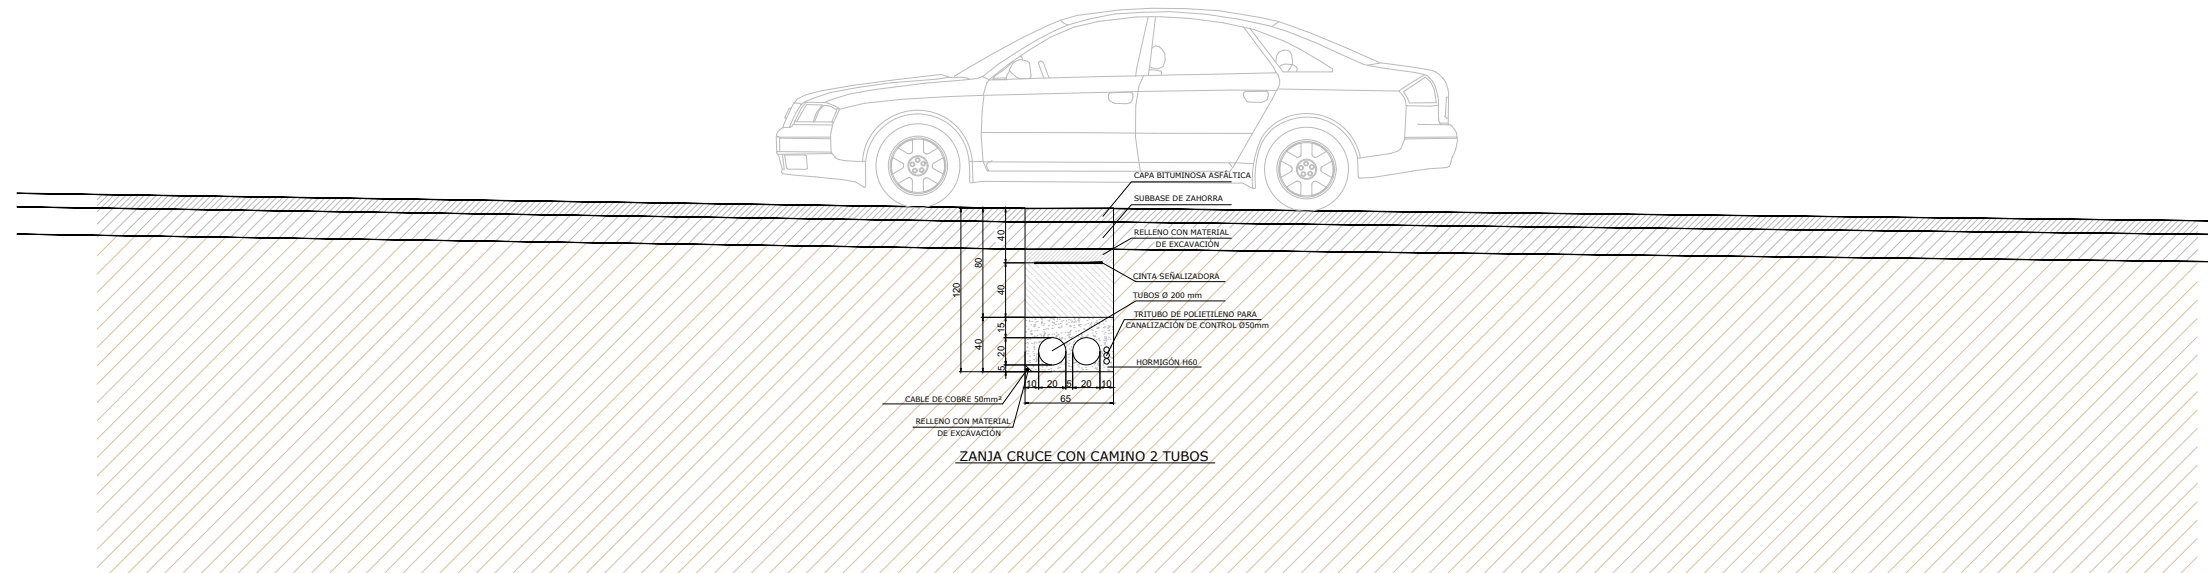 CAPA BITUMINOSA ASFÁLTICA
SUBBASE DE ZAHORRA
RELLENO CON MATERIAL
DE EXCAVACIÓN
CINTA SEÑALIZADORA
TUBOS Ø 200 mm
TRITUBO DE POLIETILENO PARA
CANALIZACIÓN DE CONTROL Ø50mm
HORMIGÓN H60
120
80
40
40
40
15
20
5
10 20 5 20 10
65
CABLE DE COBRE 50mm²
RELLENO CON MATERIAL
DE EXCAVACIÓN
ZANJA CRUCE CON CAMINO 2 TUBOS